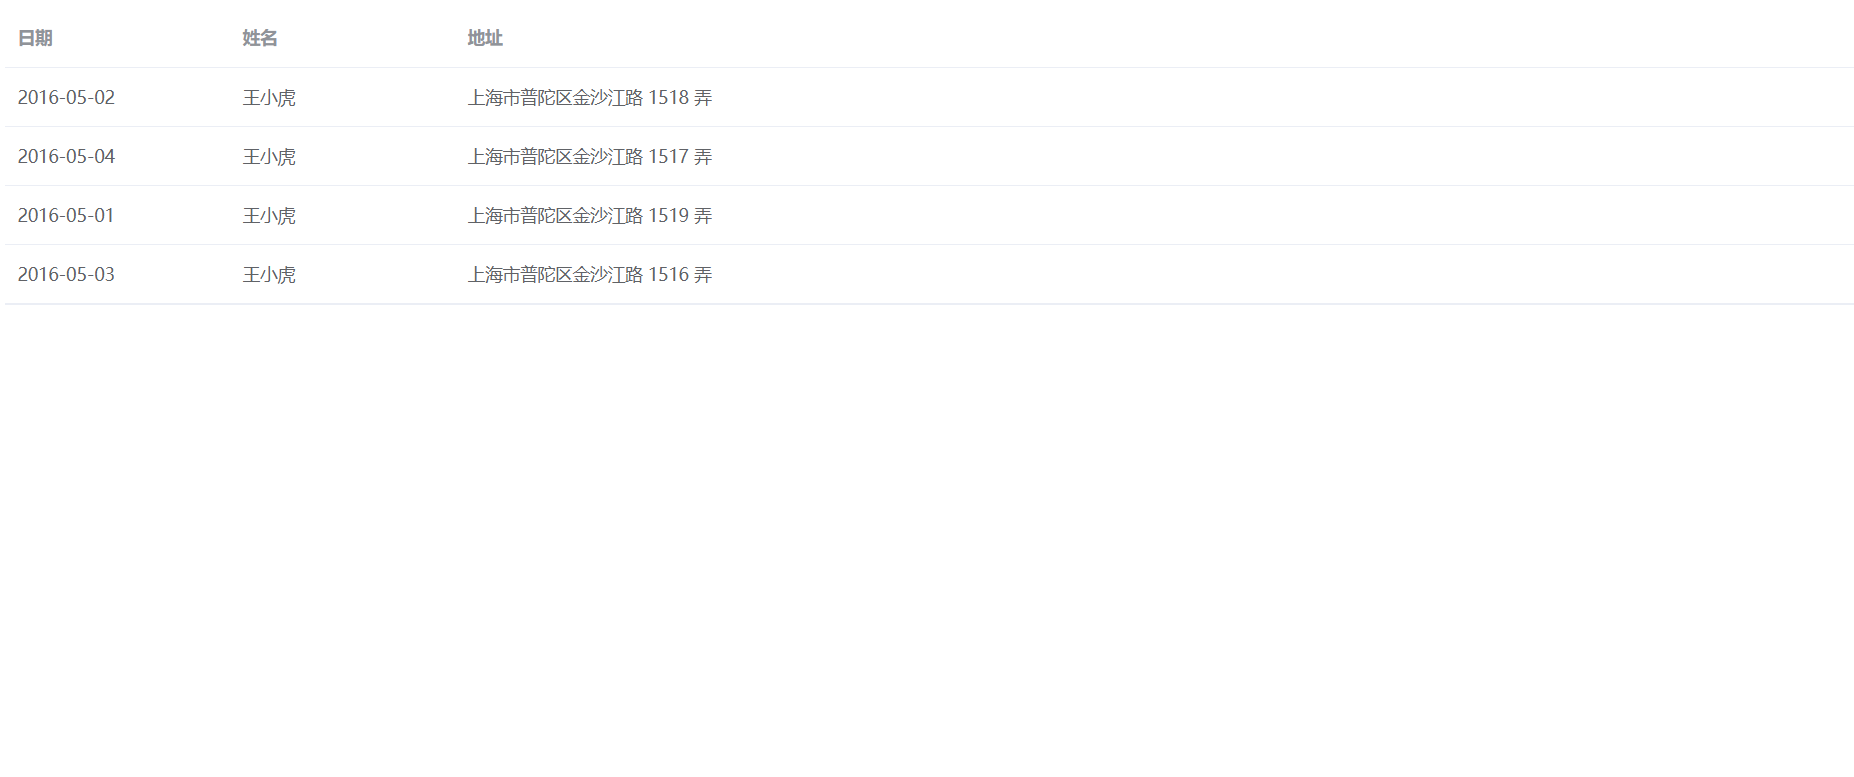 日期 姓名 地址
2016-05-02 王小虎 上海市普陀区金沙江路 1518 弄
2016-05-04 王小虎 上海市普陀区金沙江路 1517 弄
2016-05-01 王小虎 上海市普陀区金沙江路 1519 弄
2016-05-03 王小虎 上海市普陀区金沙江路 1516 弄